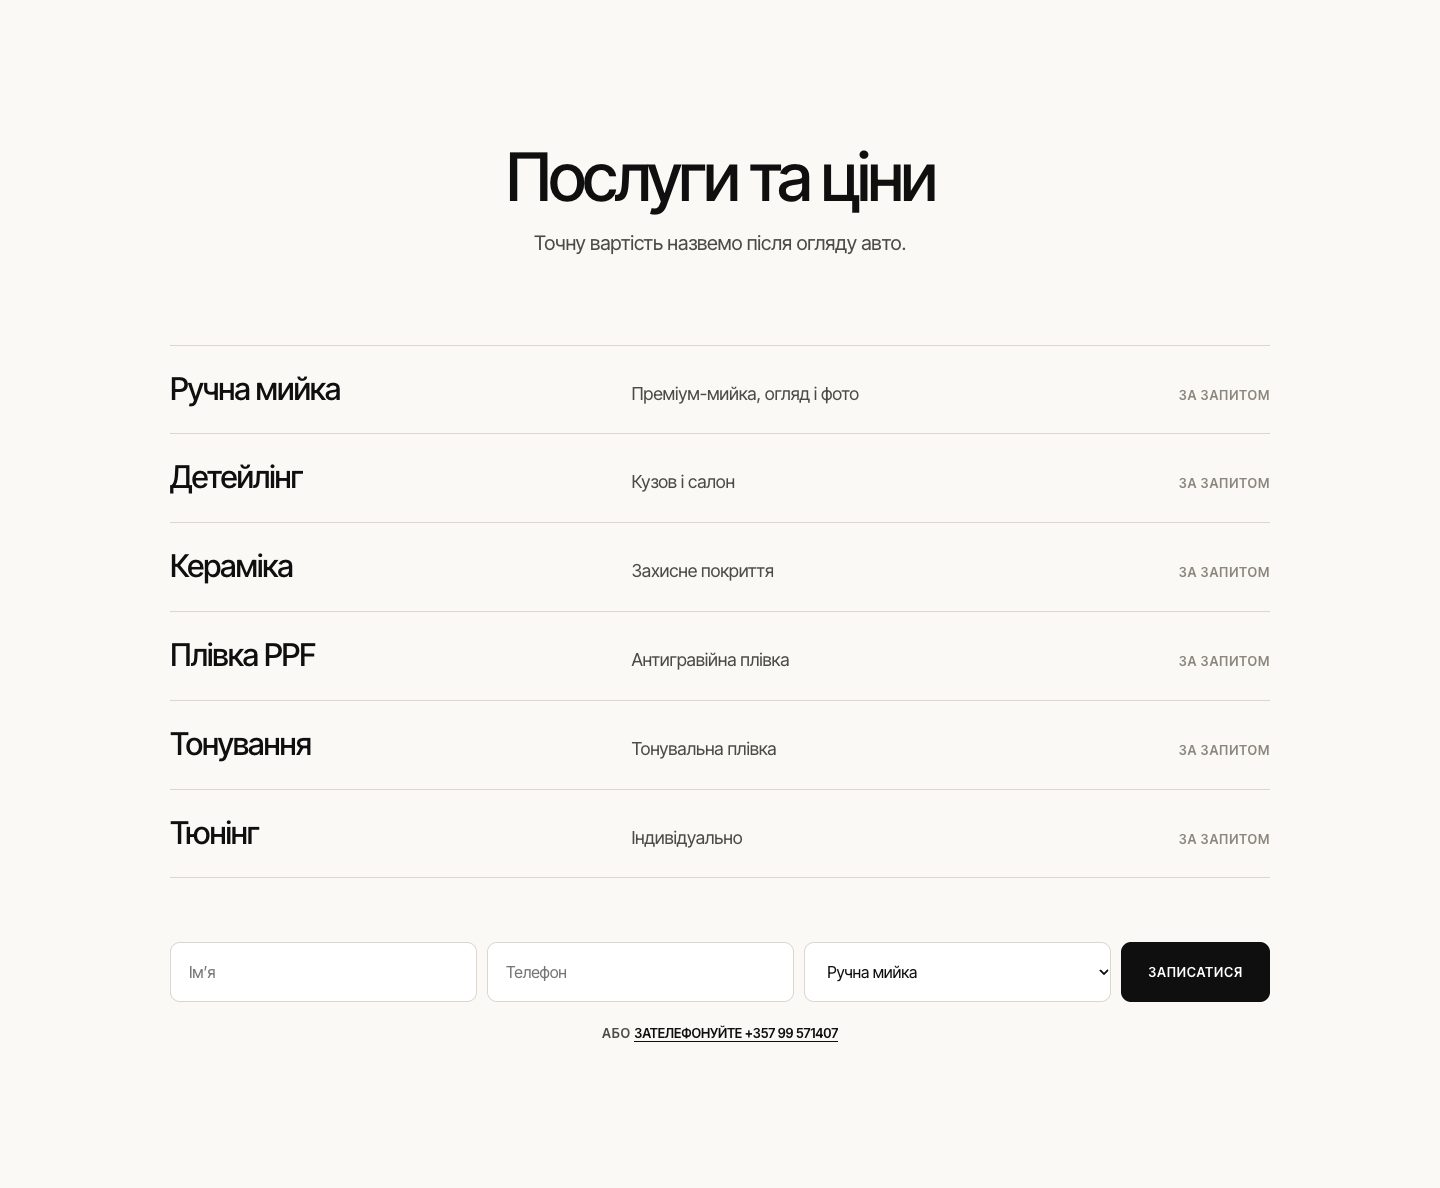 Послуги та ціни
Точну вартість назвемо після огляду авто.
Ручна мийка
Преміум-мийка, огляд і фото
ЗА ЗАПИТОМ
Детейлінг
Кузов і салон
ЗА ЗАПИТОМ
Кераміка
Захисне покриття
ЗА ЗАПИТОМ
Плівка PPF
Антигравійна плівка
ЗА ЗАПИТОМ
Тонування
Тонувальна плівка
ЗА ЗАПИТОМ
Тюнінг
Індивідуально
ЗА ЗАПИТОМ
Ім’я
Телефон
Ручна мийка
ЗАПИСАТИСЯ
АБО ЗАТЕЛЕФОНУЙТЕ +357 99 571407